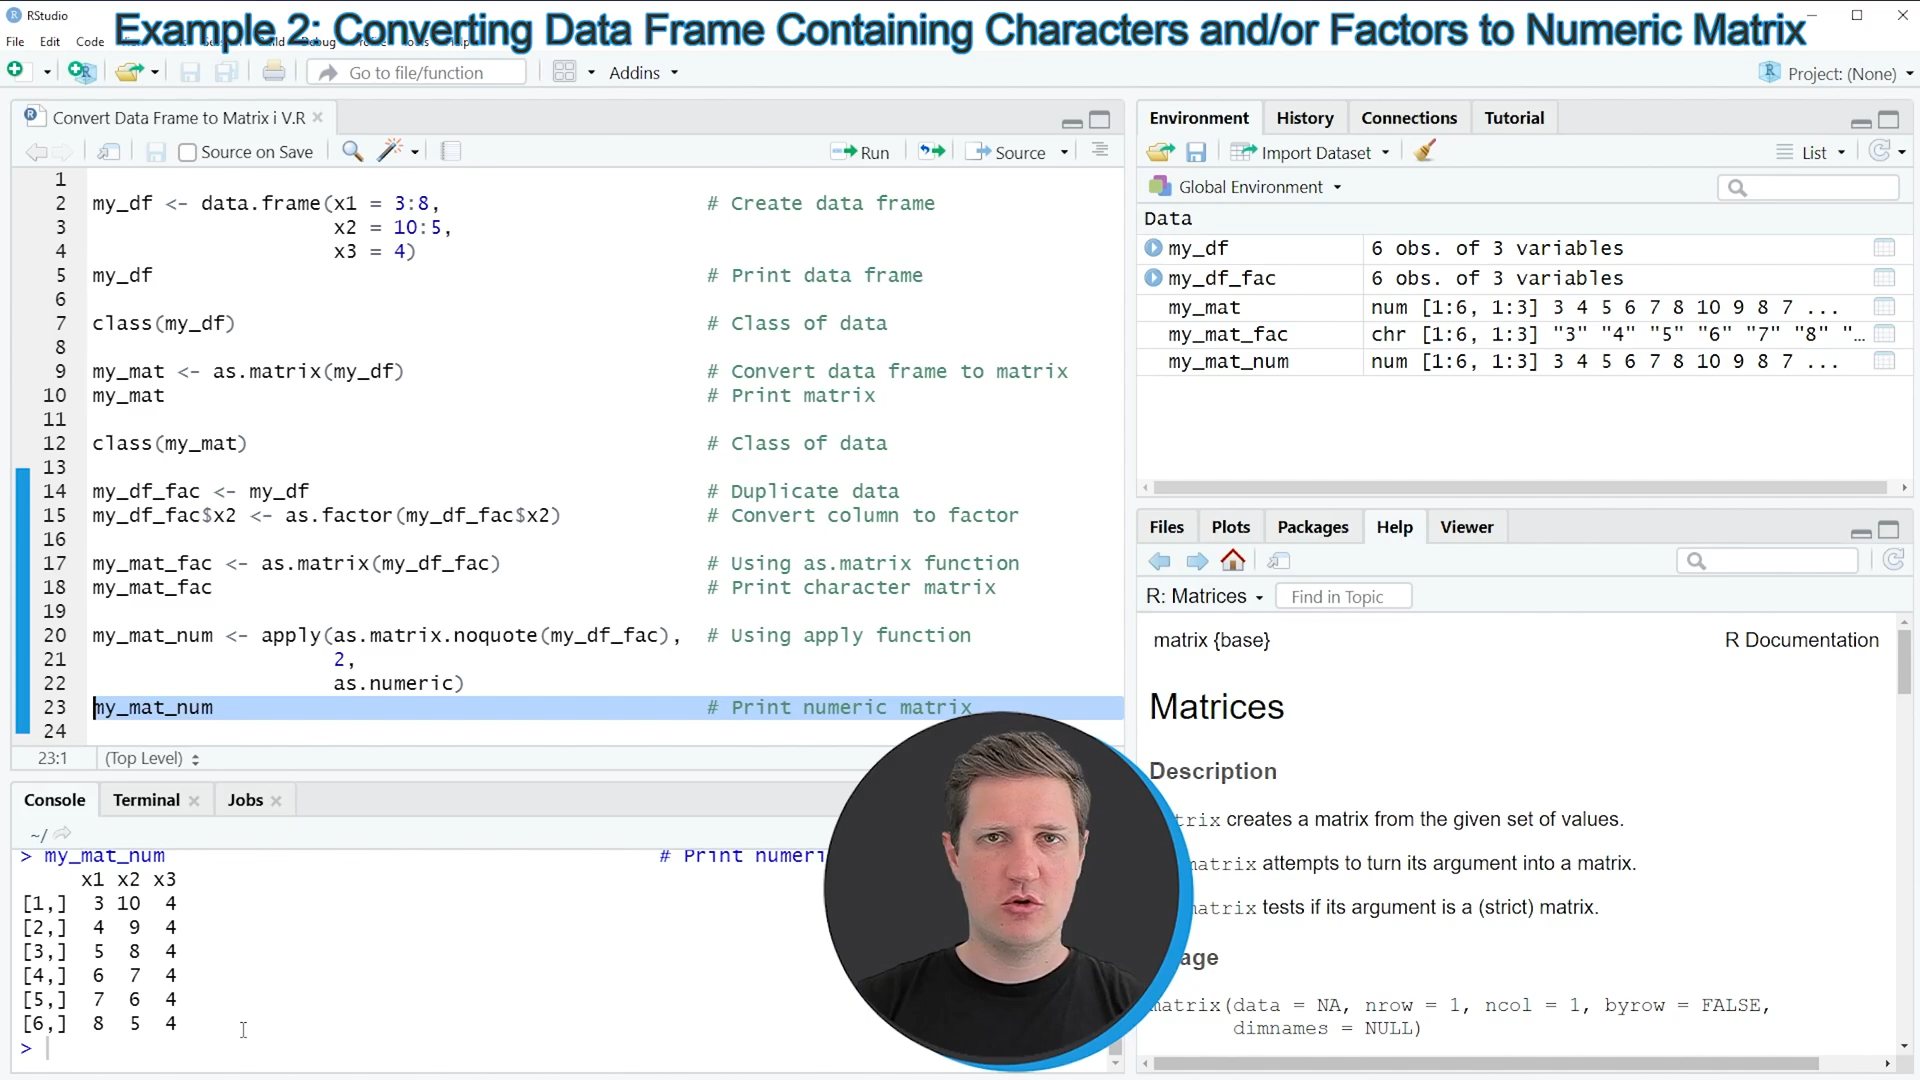 RStudio
Example 2: Converting Data Frame Containing Characters and/or Factors to Numeric Matrix
File Edit Code
Go to file/function
Addins
Project: (None)
Convert Data Frame to Matrix i V.R
Source on Save
Run
Source
1
2 my_df <- data.frame(x1 = 3:8, # Create data frame
3 x2 = 10:5,
4 x3 = 4)
5 my_df # Print data frame
6
7 class(my_df) # Class of data
8
9 my_mat <- as.matrix(my_df) # Convert data frame to matrix
10 my_mat # Print matrix
11
12 class(my_mat) # Class of data
13
14 my_df_fac <- my_df # Duplicate data
15 my_df_fac$x2 <- as.factor(my_df_fac$x2) # Convert column to factor
16
17 my_mat_fac <- as.matrix(my_df_fac) # Using as.matrix function
18 my_mat_fac # Print character matrix
19
20 my_mat_num <- apply(as.matrix.noquote(my_df_fac), # Using apply function
21 2,
22 as.numeric)
23 my_mat_num # Print numeric matrix
24
23:1 (Top Level)
Console Terminal Jobs
~/
> my_mat_num # Print numeri
x1 x2 x3
[1,] 3 10 4
[2,] 4 9 4
[3,] 5 8 4
[4,] 6 7 4
[5,] 7 6 4
[6,] 8 5 4
>
Environment History Connections Tutorial
Import Dataset
List
Global Environment
Data
my_df 6 obs. of 3 variables
my_df_fac 6 obs. of 3 variables
my_mat num [1:6, 1:3] 3 4 5 6 7 8 10 9 8 7 ...
my_mat_fac chr [1:6, 1:3] "3" "4" "5" "6" "7" "8" "...
my_mat_num num [1:6, 1:3] 3 4 5 6 7 8 10 9 8 7 ...
Files Plots Packages Help Viewer
R: Matrices
Find in Topic
matrix {base} R Documentation
Matrices
Description
trix creates a matrix from the given set of values.
matrix attempts to turn its argument into a matrix.
matrix tests if its argument is a (strict) matrix.
age
matrix(data = NA, nrow = 1, ncol = 1, byrow = FALSE,
dimnames = NULL)